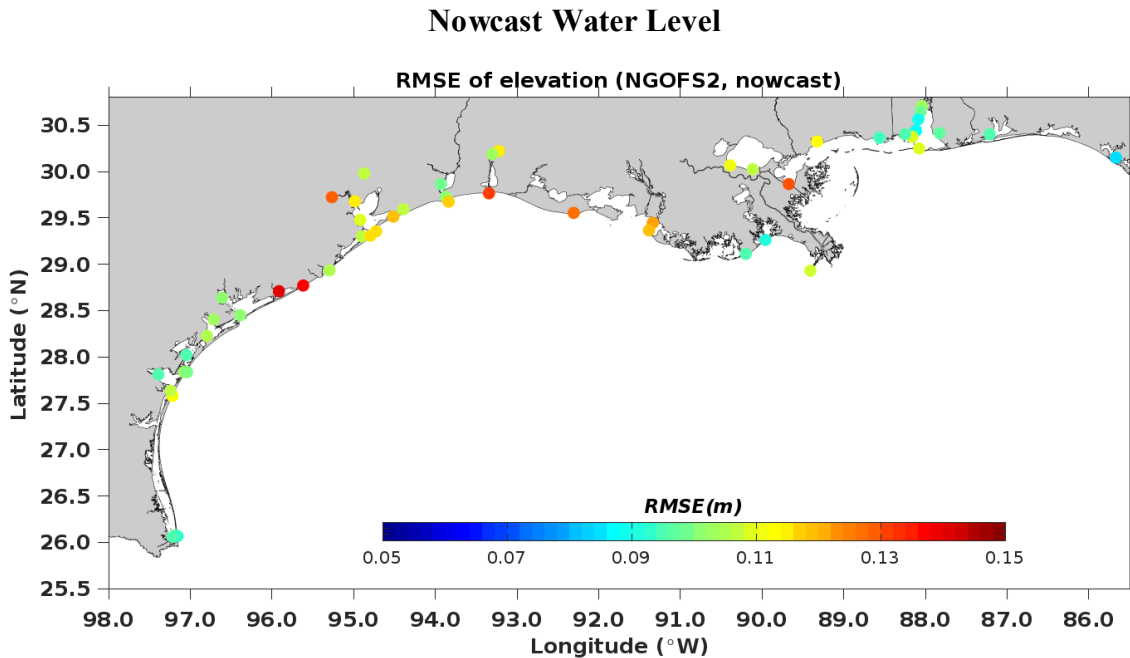 Nowcast Water Level
RMSE of elevation (NGOFS2, nowcast)
30.5
30.0
29.5
29.0
28.5
28.0
27.5
27.0
26.5
26.0
25.5
Latitude (°N)
RMSE(m)
0.05 0.07 0.09 0.11 0.13 0.15
98.0 97.0 96.0 95.0 94.0 93.0 92.0 91.0 90.0 89.0 88.0 87.0 86.0
Longitude (°W)